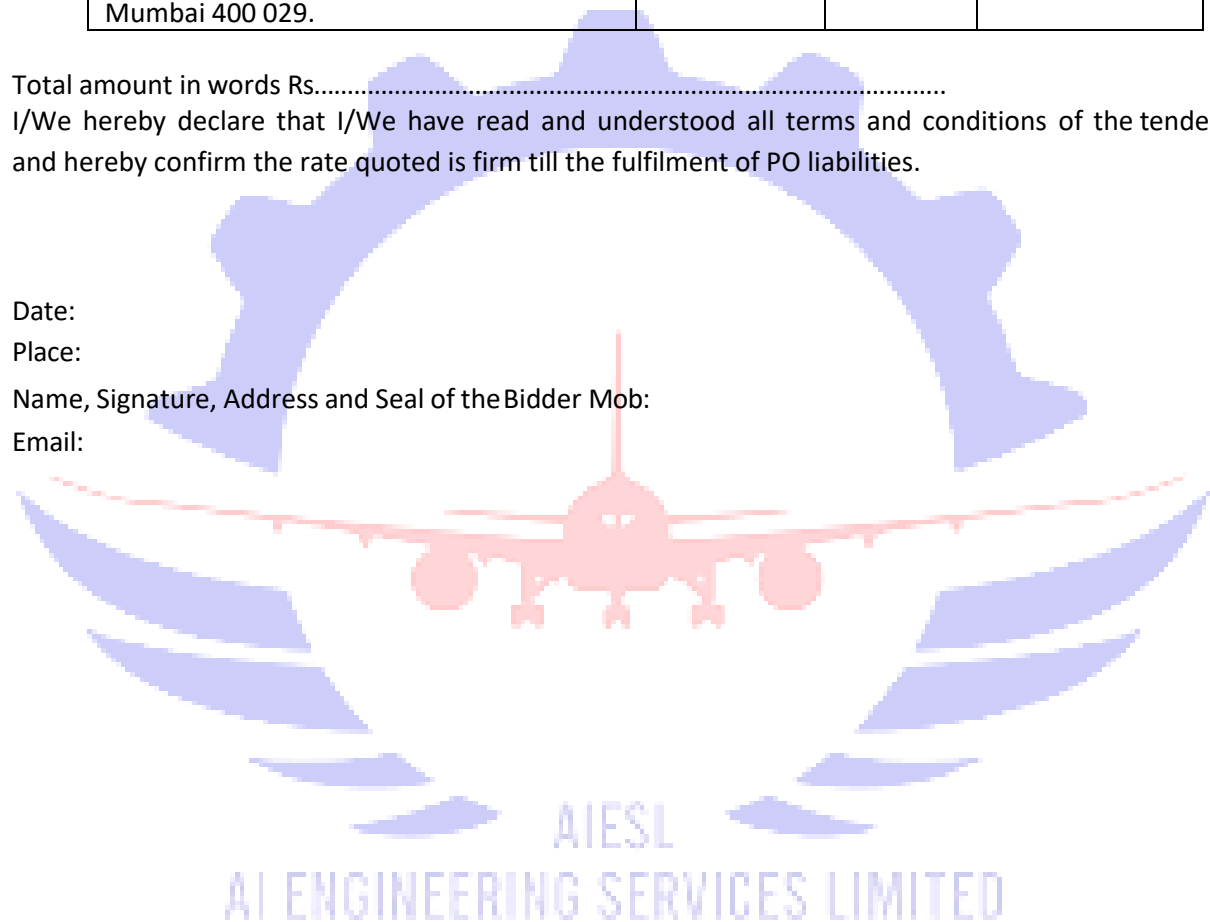 Mumbai 400 029.
Total amount in words Rs...............................................................................................
I/We hereby declare that I/We have read and understood all terms and conditions of the tende
and hereby confirm the rate quoted is firm till the fulfilment of PO liabilities.
Date:
Place:
Name, Signature, Address and Seal of the Bidder Mob:
Email:
AIESL
AI ENGINEERING SERVICES LIMITED